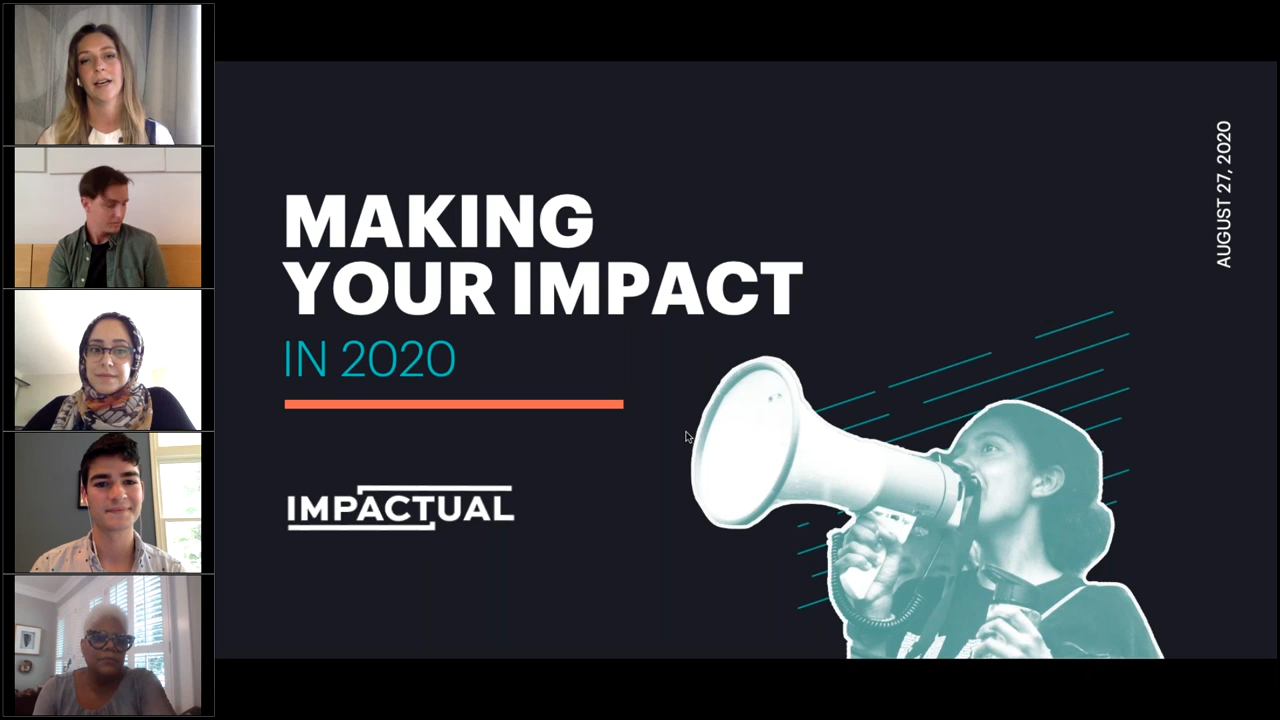 MAKING
YOUR IMPACT
IN 2020
IMPACTUAL
AUGUST 27, 2020